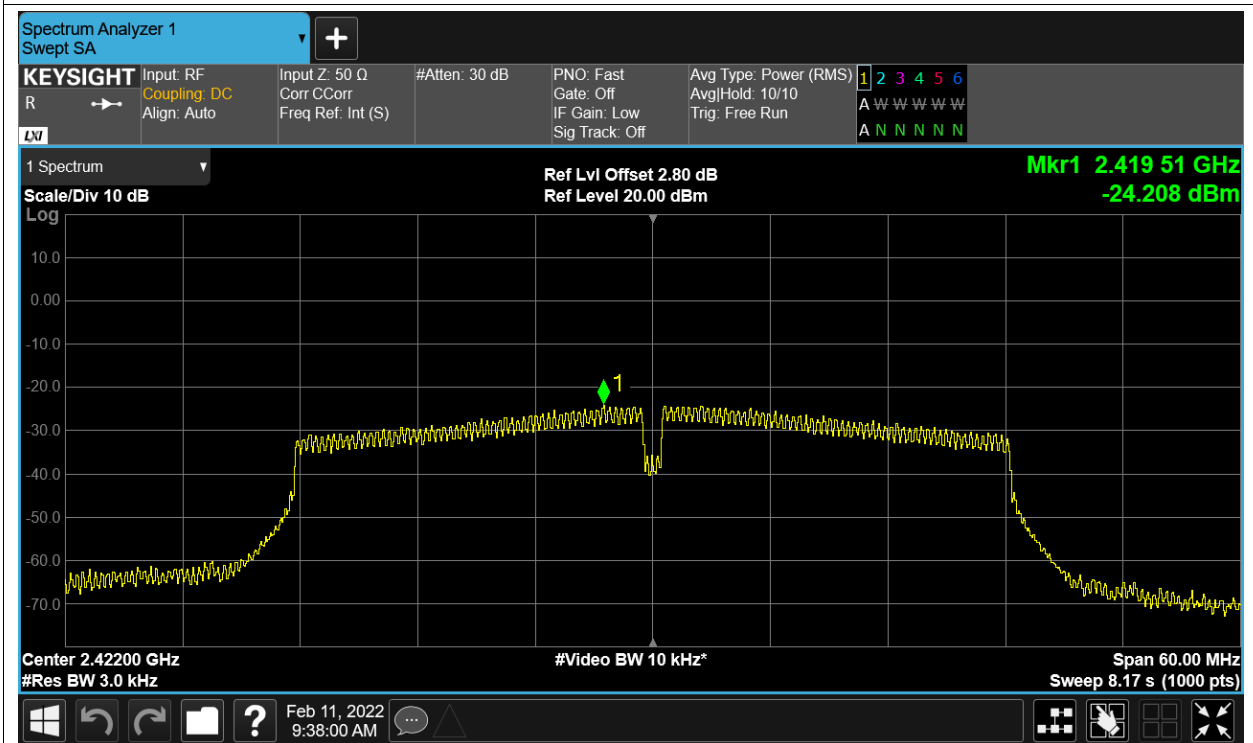 Spectrum Analyzer 1
Swept SA
KEYSIGHT
R
LXI
Input: RF
Coupling: DC
Align: Auto
Input Z: 50 Ω
Corr CCorr
Freq Ref: Int (S)
#Atten: 30 dB
PNO: Fast
Gate: Off
IF Gain: Low
Sig Track: Off
Avg Type: Power (RMS)
Avg|Hold: 10/10
Trig: Free Run
1 2 3 4 5 6
A W W W W W
A N N N N N
1 Spectrum
Scale/Div 10 dB
Log
Ref Lvl Offset 2.80 dB
Ref Level 20.00 dBm
Mkr1 2.419 51 GHz
-24.208 dBm
10.0
0.00
-10.0
-20.0
-30.0
-40.0
-50.0
-60.0
-70.0
1
Center 2.42200 GHz
#Res BW 3.0 kHz
#Video BW 10 kHz*
Span 60.00 MHz
Sweep 8.17 s (1000 pts)
?
Feb 11, 2022
9:38:00 AM